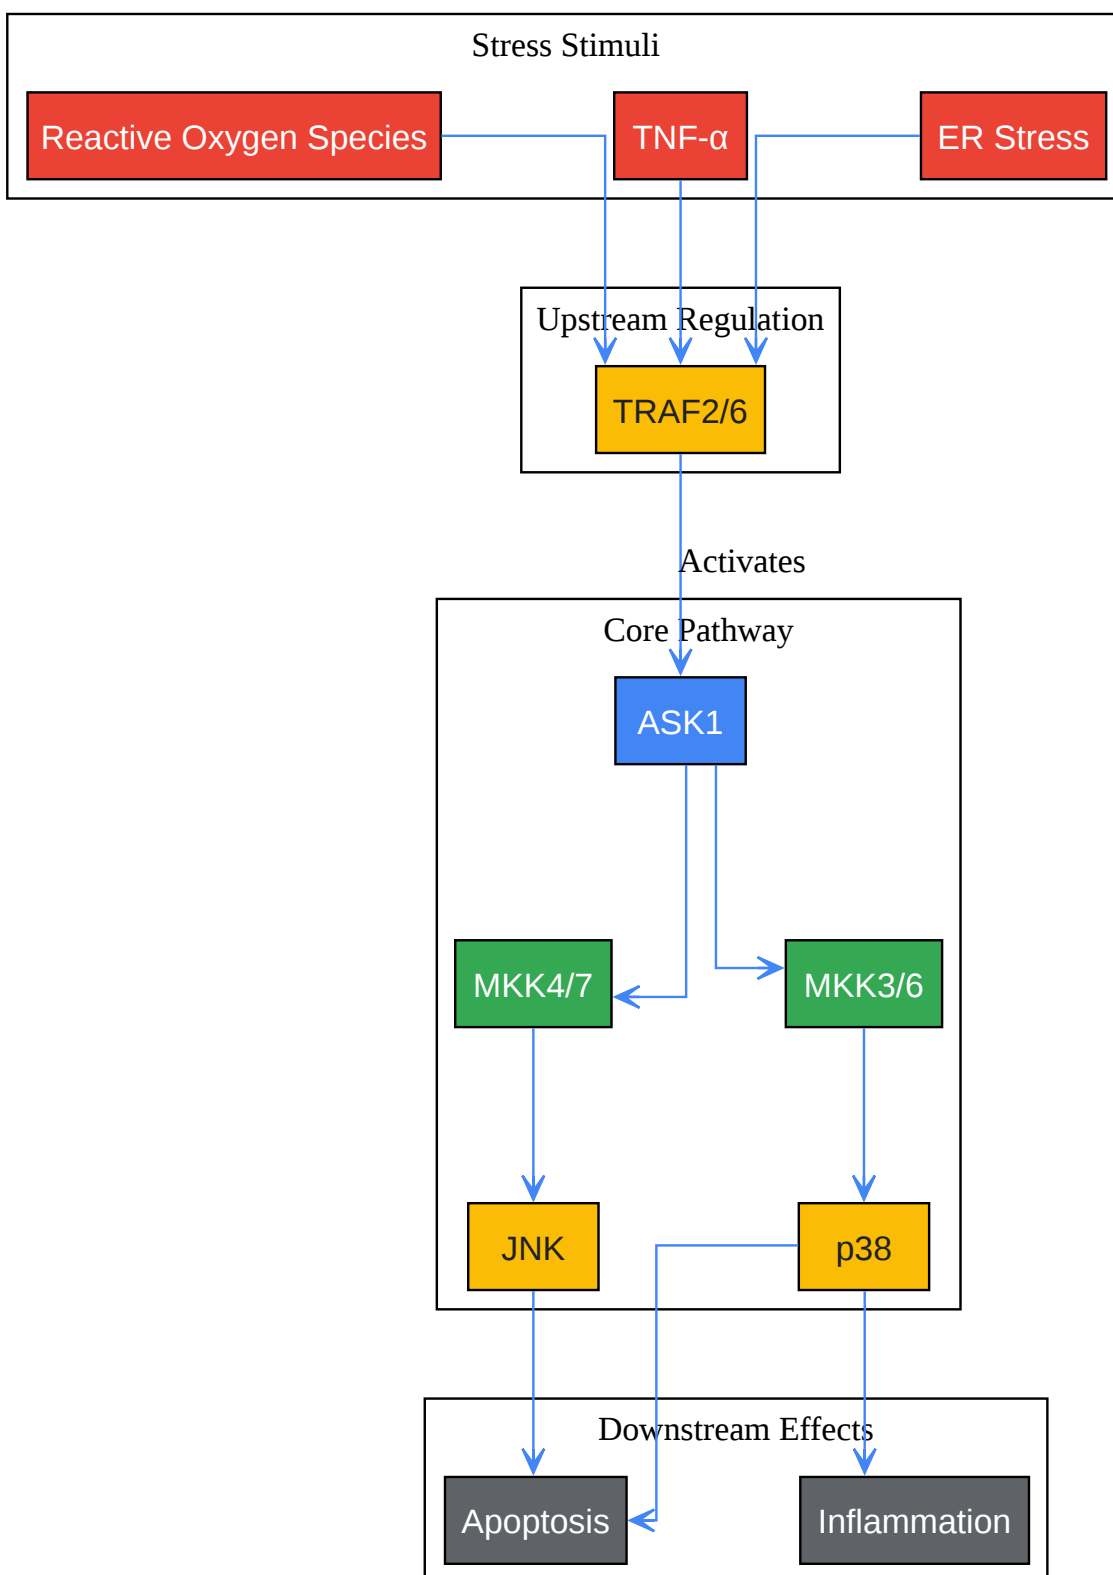 Stress Stimuli
Reactive Oxygen Species
TNF-α
ER Stress
Upstream Regulation
TRAF2/6
Activates
Core Pathway
ASK1
MKK4/7
MKK3/6
JNK
p38
Downstream Effects
Apoptosis
Inflammation